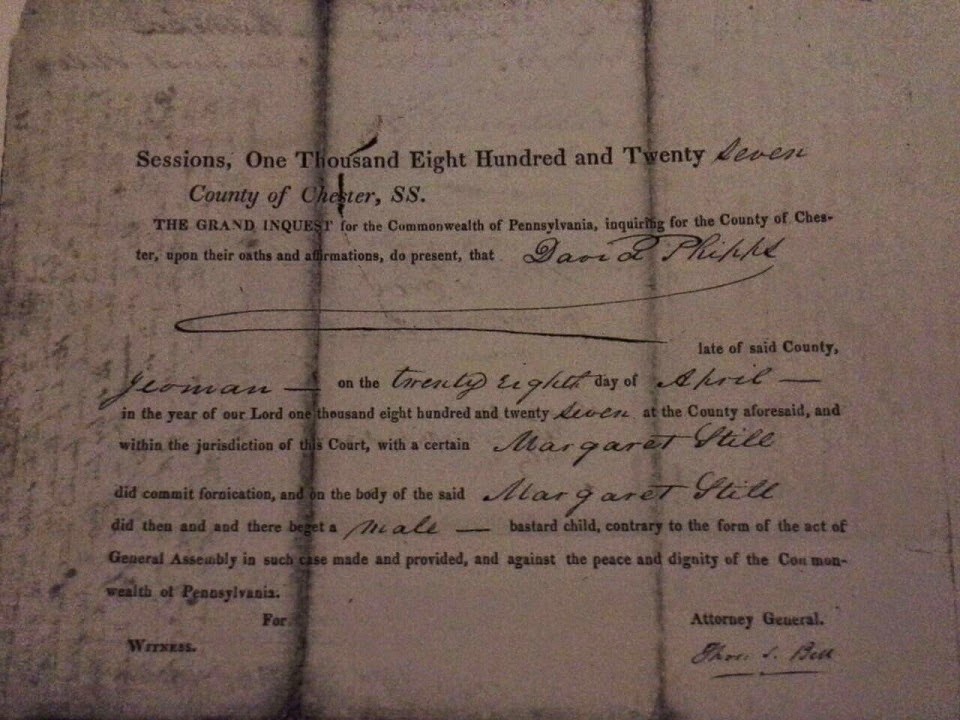 Sessions, One Thousand Eight Hundred and Twenty seven
County of Chester, SS.
THE GRAND INQUEST for the Commonwealth of Pennsylvania, inquiring for the County of Ches-
ter, upon their oaths and affirmations, do present, that David Phipps
late of said County,
yeoman — on the twenty eighth day of April —
in the year of our Lord one thousand eight hundred and twenty seven at the County aforesaid, and
within the jurisdiction of this Court, with a certain Margaret Still
did commit fornication, and on the body of the said Margaret Still
did then and and there beget a male — bastard child, contrary to the form of the act of
General Assembly in such case made and provided, and against the peace and dignity of the Common-
wealth of Pennsylvania.
For Attorney General.
WITNESS. Thos. S. Bell